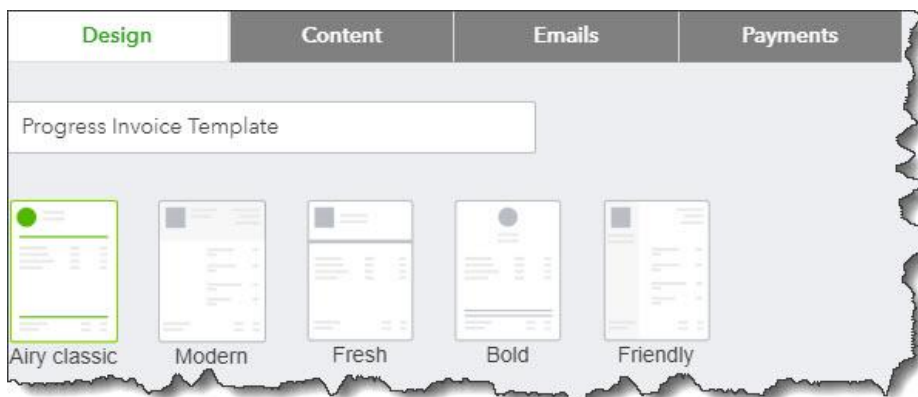 Design Content Emails Payments
Progress Invoice Template
Airy classic Modern Fresh Bold Friendly